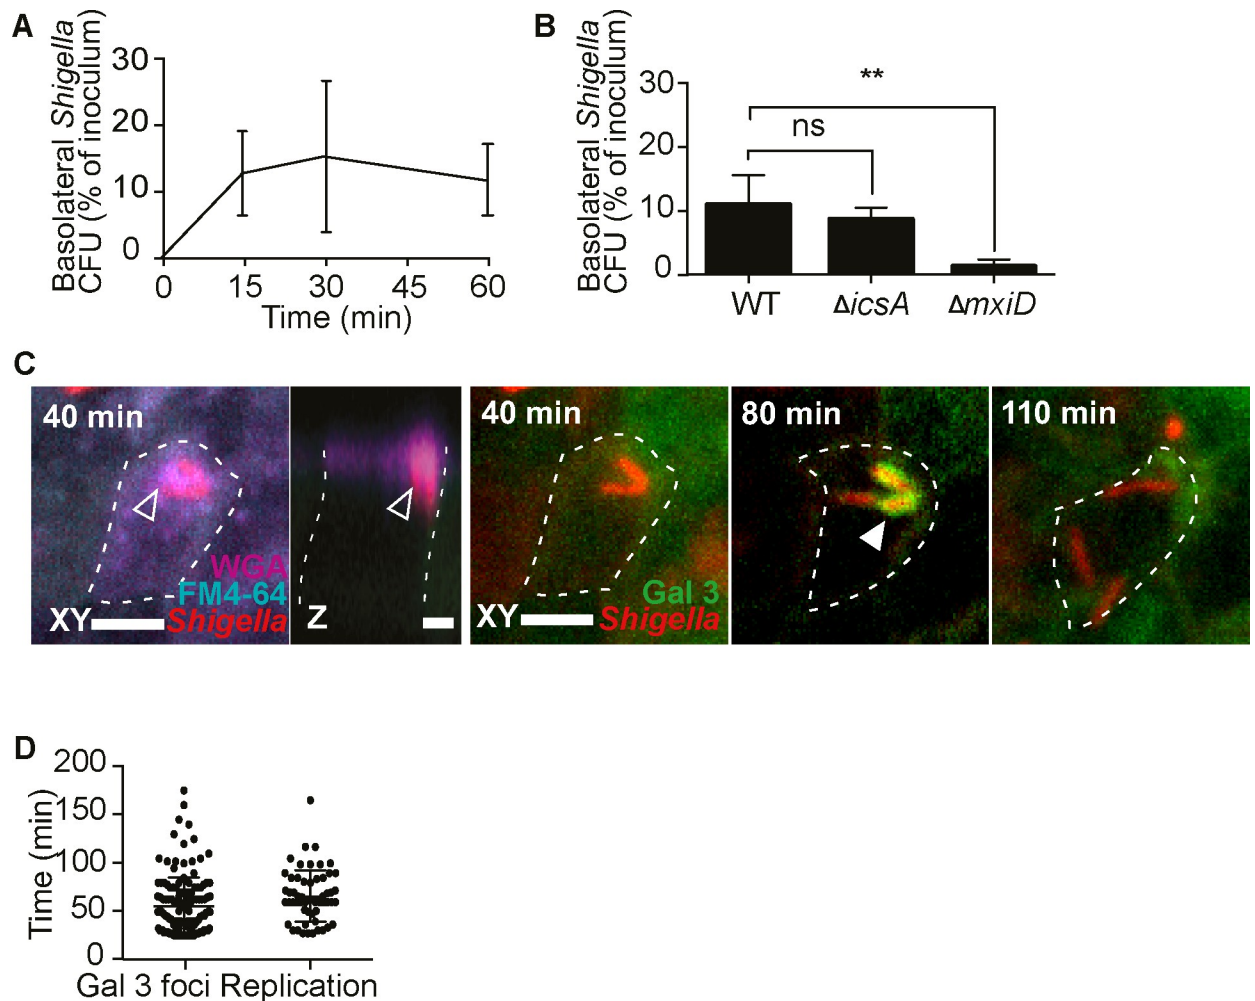 A
Basolateral Shigella
CFU (% of inoculum)
30
20
10
0
0 15 30 45 60
Time (min)
B
Basolateral Shigella
CFU (% of inoculum)
30
20
10
0
**
ns
WT ΔicsA ΔmxiD
C
40 min
WGA
FM4-64
XY Shigella
Z
40 min
Gal 3
XY Shigella
80 min
110 min
D
Time (min)
200
150
100
50
0
Gal 3 foci Replication